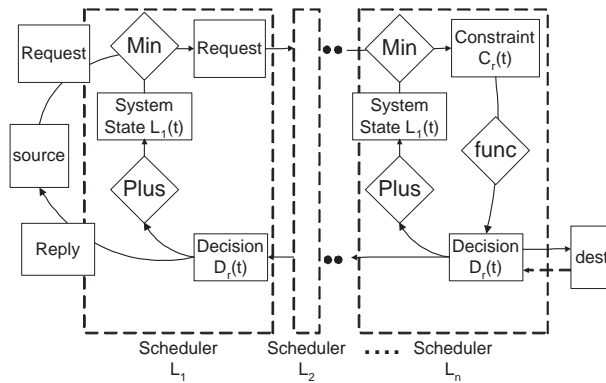 Request
Min
Request
Min
Constraint
C_r(t)
System
State L_1(t)
System
State L_1(t)
source
func
Plus
Plus
Reply
Decision
D_r(t)
Decision
D_r(t)
dest
Scheduler
L_1
Scheduler
L_2
....
Scheduler
L_n